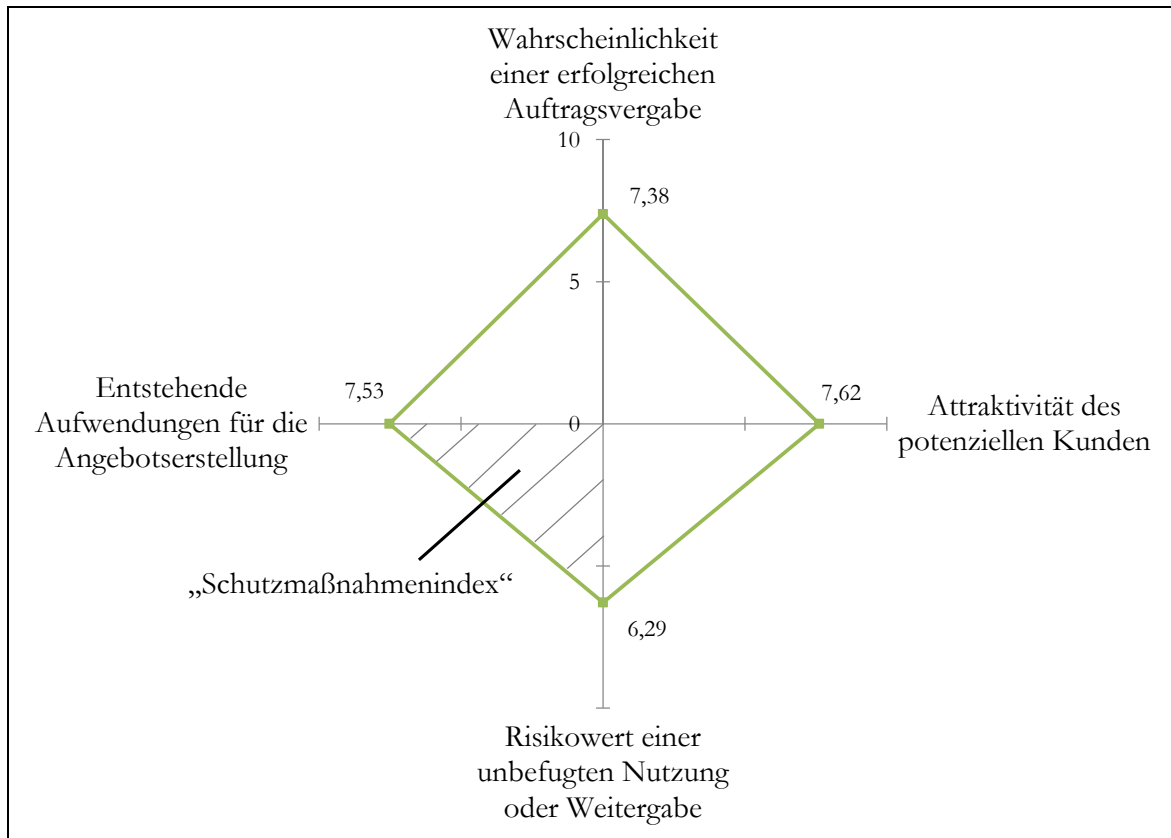 Wahrscheinlichkeit
einer erfolgreichen
Auftragsvergabe
10
7,38
5
Entstehende
Aufwendungen für die
Angebotserstellung
7,53
0
7,62
Attraktivität des
potenziellen Kunden
„Schutzmaßnahmenindex“
6,29
Risikowert einer
unbefugten Nutzung
oder Weitergabe